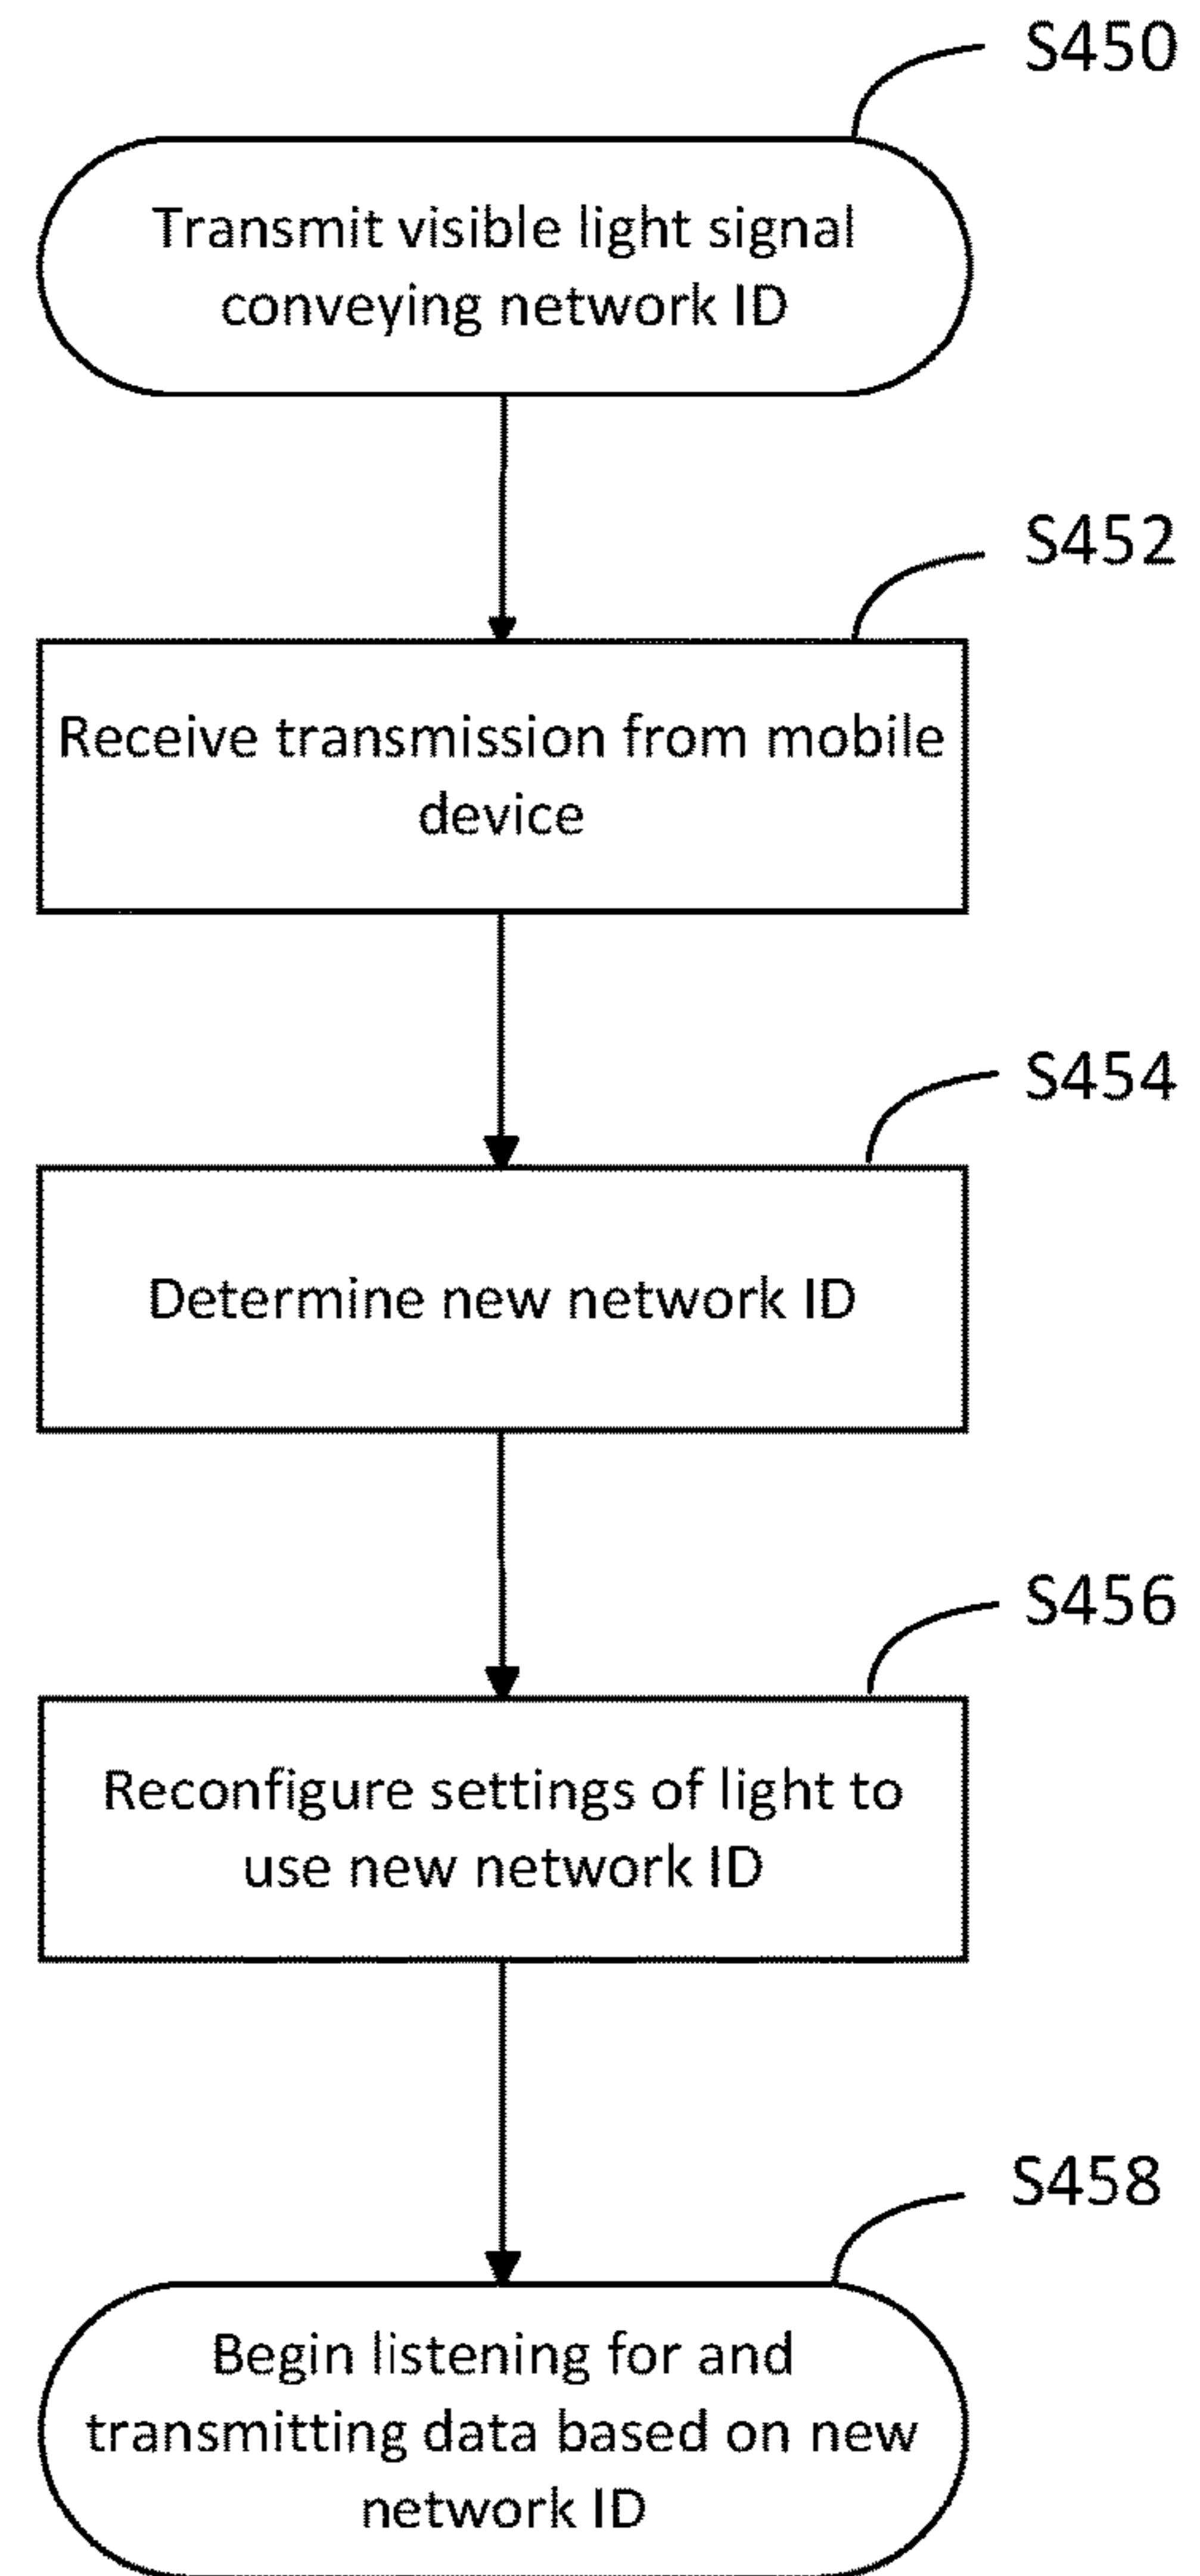 S450
Transmit visible light signal
conveying network ID
S452
Receive transmission from mobile
device
S454
Determine new network ID
S456
Reconfigure settings of light to
use new network ID
S458
Begin listening for and
transmitting data based on new
network ID